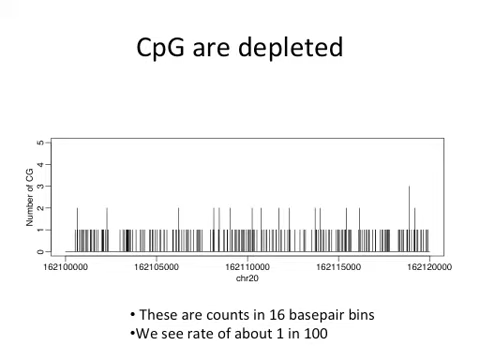 CpG are depleted
Number of CG
5
4
3
2
1
0
162100000 162105000 162110000 162115000 162120000
chr20
• These are counts in 16 basepair bins
•We see rate of about 1 in 100